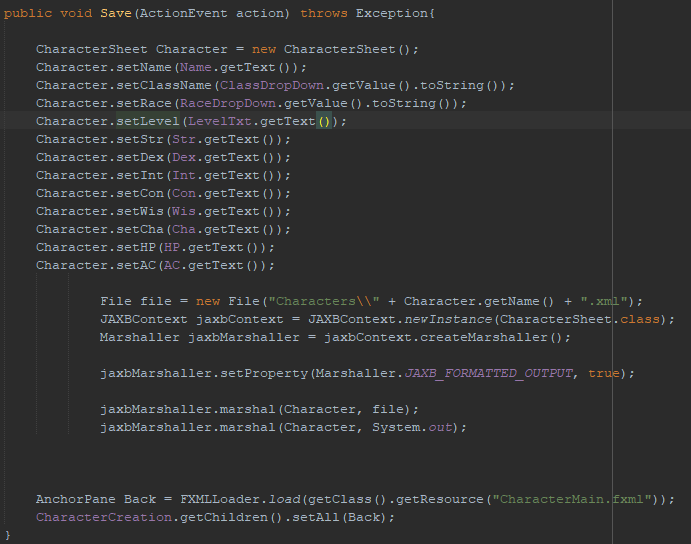 public void Save(ActionEvent action) throws Exception{
CharacterSheet Character = new CharacterSheet();
Character.setName(Name.getText());
Character.setClassName(ClassDropDown.getValue().toString());
Character.setRace(RaceDropDown.getValue().toString());
Character.setLevel(LevelTxt.getText());
Character.setStr(Str.getText());
Character.setDex(Dex.getText());
Character.setInt(Int.getText());
Character.setCon(Con.getText());
Character.setWis(Wis.getText());
Character.setCha(Cha.getText());
Character.setHP(HP.getText());
Character.setAC(AC.getText());
File file = new File("Characters\\" + Character.getName() + ".xml");
JAXBContext jaxbContext = JAXBContext.newInstance(CharacterSheet.class);
Marshaller jaxbMarshaller = jaxbContext.createMarshaller();
jaxbMarshaller.setProperty(Marshaller.JAXB_FORMATTED_OUTPUT, true);
jaxbMarshaller.marshal(Character, file);
jaxbMarshaller.marshal(Character, System.out);
AnchorPane Back = FXMLLoader.load(getClass().getResource("CharacterMain.fxml"));
CharacterCreation.getChildren().setAll(Back);
}